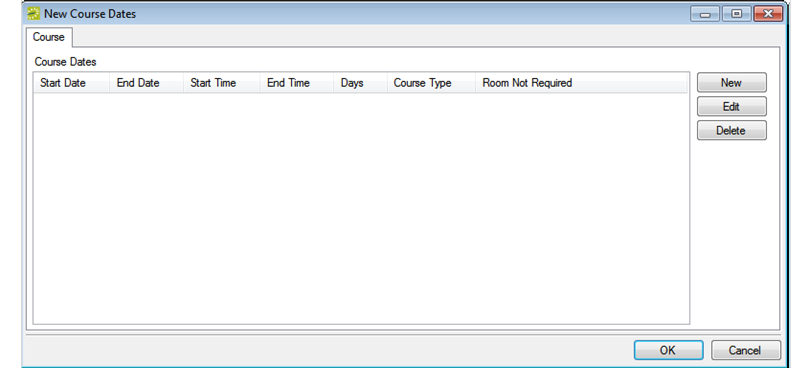 New Course Dates
Course
Course Dates
Start Date End Date Start Time End Time Days Course Type Room Not Required
New
Edit
Delete
OK Cancel